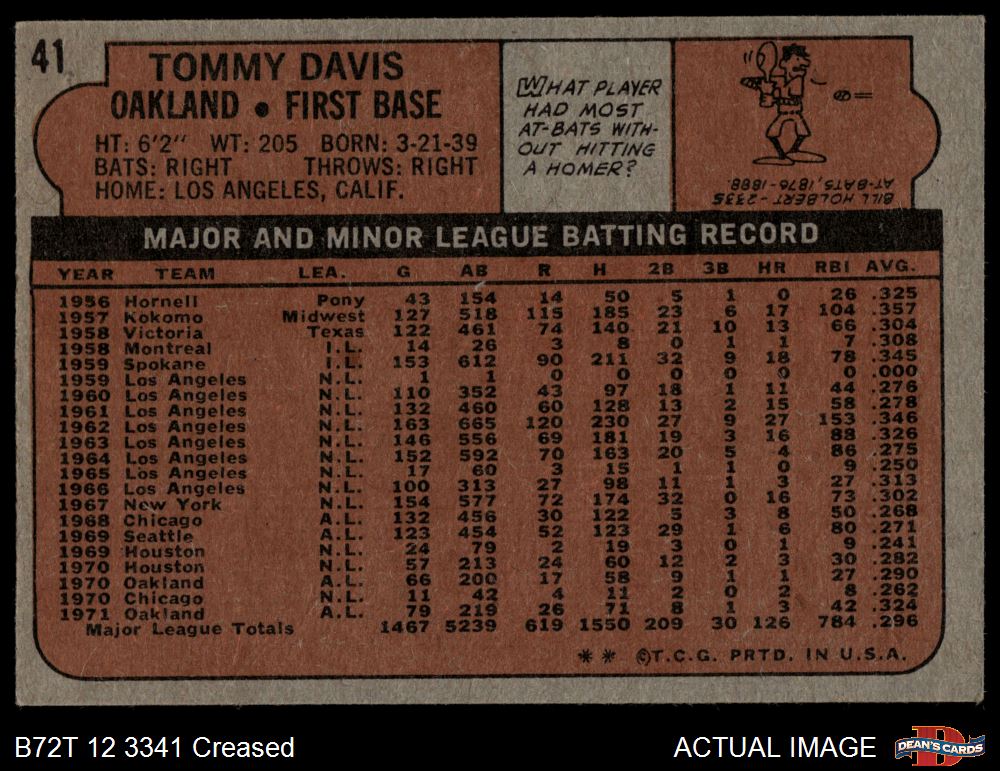 41
TOMMY DAVIS
OAKLAND • FIRST BASE
HT: 6'2" WT: 205 BORN: 3-21-39
BATS: RIGHT THROWS: RIGHT
HOME: LOS ANGELES, CALIF.
WHAT PLAYER
HAD MOST
AT-BATS WITH-
OUT HITTING
A HOMER?
BILL HOLBERT - 2335
AT-BATS, 1876-1888.
MAJOR AND MINOR LEAGUE BATTING RECORD
YEAR TEAM LEA. G AB R H 2B 3B HR RBI AVG.
1956 Hornell Pony 43 154 14 50 5 1 0 26 .325
1957 Kokomo Midwest 127 518 115 185 23 6 17 104 .357
1958 Victoria Texas 122 461 74 140 21 10 13 66 .304
1958 Montreal I.L. 14 26 3 8 0 1 1 7 .308
1959 Spokane I.L. 153 612 90 211 32 9 18 78 .345
1959 Los Angeles N.L. 1 1 0 0 0 0 0 0 .000
1960 Los Angeles N.L. 110 352 43 97 18 1 11 44 .276
1961 Los Angeles N.L. 132 460 60 128 13 2 15 58 .278
1962 Los Angeles N.L. 163 665 120 230 27 9 27 153 .346
1963 Los Angeles N.L. 146 556 69 181 19 3 16 88 .326
1964 Los Angeles N.L. 152 592 70 163 20 5 4 86 .275
1965 Los Angeles N.L. 17 60 3 15 1 1 0 9 .250
1966 Los Angeles N.L. 100 313 27 98 11 1 3 27 .313
1967 New York N.L. 154 577 72 174 32 0 16 73 .302
1968 Chicago A.L. 132 456 30 122 5 3 8 50 .268
1969 Seattle A.L. 123 454 52 123 29 1 6 80 .271
1969 Houston N.L. 24 79 2 19 3 0 1 9 .241
1970 Houston N.L. 57 213 24 60 12 2 3 30 .282
1970 Oakland A.L. 66 200 17 58 9 1 1 27 .290
1970 Chicago N.L. 11 42 4 11 2 0 2 8 .262
1971 Oakland A.L. 79 219 26 71 8 1 3 42 .324
Major League Totals 1467 5239 619 1550 209 30 126 784 .296
** ©T.C.G. PRTD. IN U.S.A.
B72T 12 3341 Creased
ACTUAL IMAGE
DEAN'S CARDS